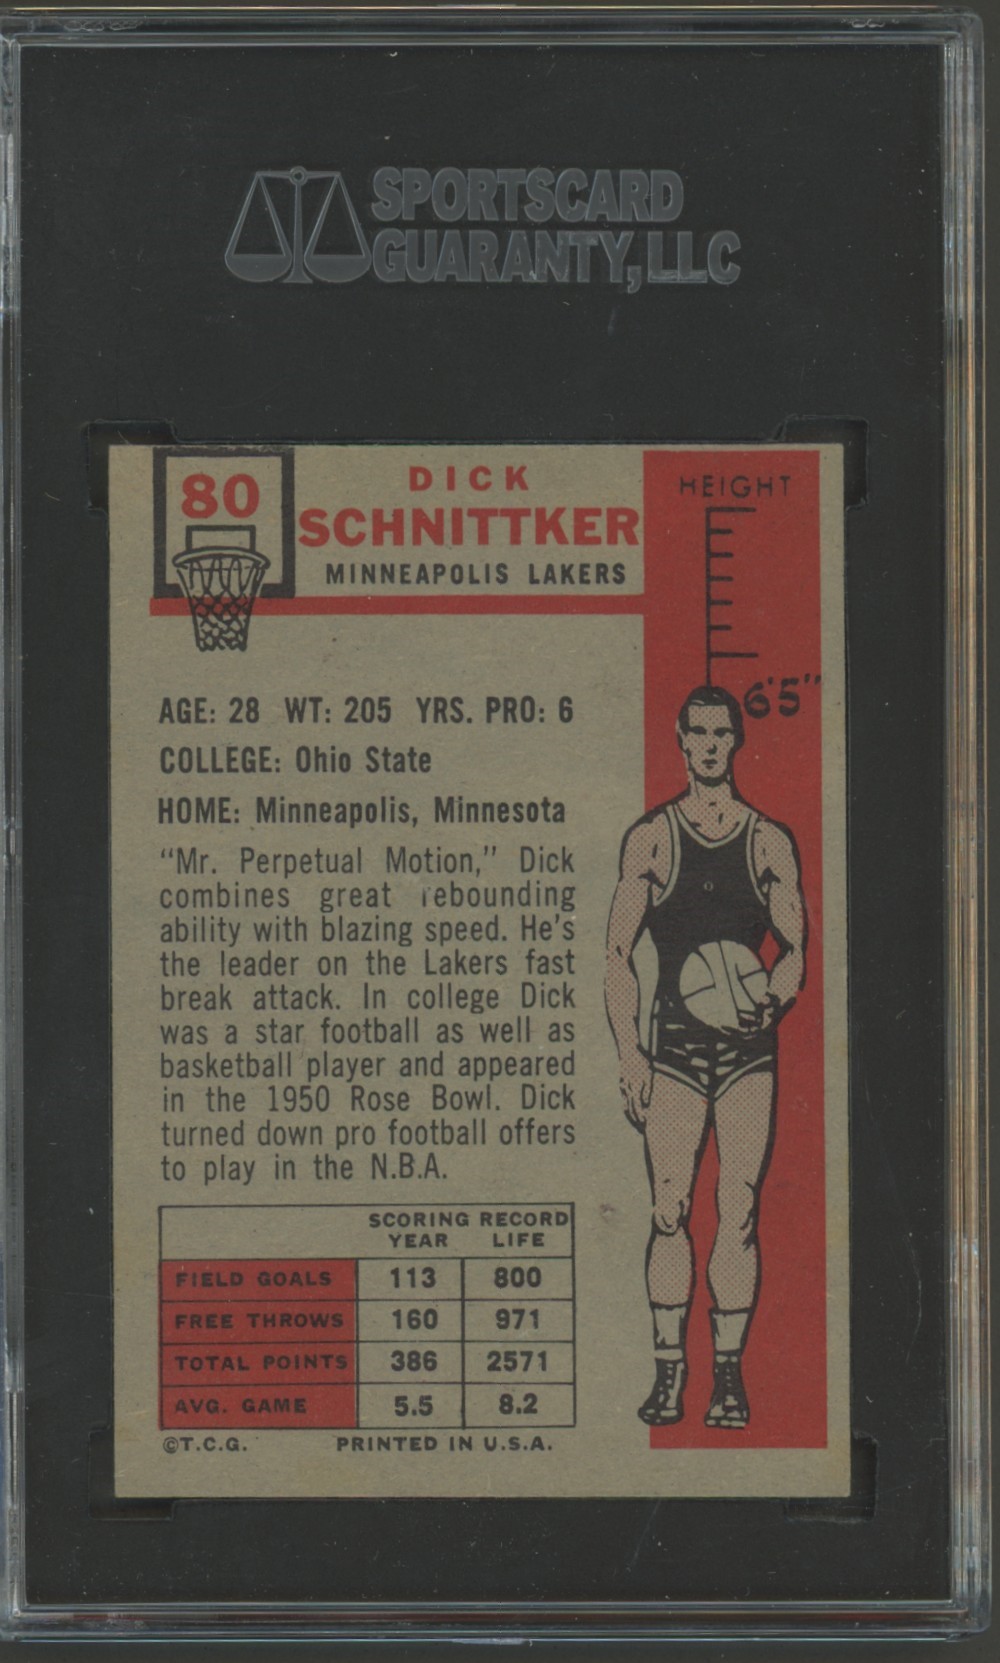 SPORTSCARD
GUARANTY, LLC
80
DICK
SCHNITTKER
MINNEAPOLIS LAKERS
HEIGHT
6'5"
AGE: 28 WT: 205 YRS. PRO: 6
COLLEGE: Ohio State
HOME: Minneapolis, Minnesota
"Mr. Perpetual Motion," Dick
combines great rebounding
ability with blazing speed. He's
the leader on the Lakers fast
break attack. In college Dick
was a star football as well as
basketball player and appeared
in the 1950 Rose Bowl. Dick
turned down pro football offers
to play in the N.B.A.
SCORING RECORD
YEAR LIFE
FIELD GOALS 113 800
FREE THROWS 160 971
TOTAL POINTS 386 2571
AVG. GAME 5.5 8.2
©T.C.G. PRINTED IN U.S.A.